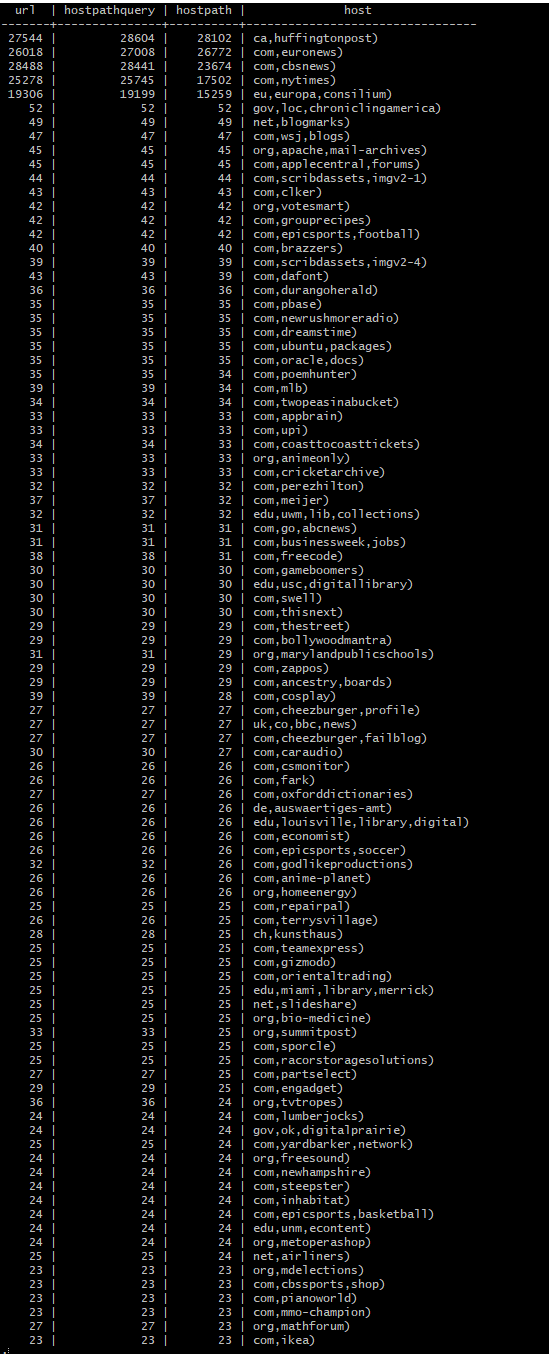 url | hostpathquery | hostpath | host
-------+---------------+----------+---------------------------------
27544 | 28604 | 28102 | ca,huffingtonpost)
26018 | 27008 | 26772 | com,euronews)
28488 | 28441 | 23674 | com,cbsnews)
25278 | 25745 | 17502 | com,nytimes)
19306 | 19199 | 15259 | eu,europa,consilium)
52 | 52 | 52 | gov,loc,chroniclingamerica)
49 | 49 | 49 | net,blogmarks)
47 | 47 | 47 | com,wsj,blogs)
45 | 45 | 45 | org,apache,mail-archives)
45 | 45 | 45 | com,applecentral,forums)
44 | 44 | 44 | com,scribdassets,imgv2-1)
43 | 43 | 43 | com,clker)
42 | 42 | 42 | org,votesmart)
42 | 42 | 42 | com,grouprecipes)
42 | 42 | 42 | com,epicsports,football)
40 | 40 | 40 | com,brazzers)
39 | 39 | 39 | com,scribdassets,imgv2-4)
43 | 43 | 39 | com,dafont)
36 | 36 | 36 | com,durangoherald)
35 | 35 | 35 | com,pbase)
35 | 35 | 35 | com,newrushmoreradio)
35 | 35 | 35 | com,dreamstime)
35 | 35 | 35 | com,ubuntu,packages)
35 | 35 | 35 | com,oracle,docs)
35 | 35 | 34 | com,poemhunter)
39 | 39 | 34 | com,mlb)
34 | 34 | 34 | com,twopeasinabucket)
33 | 33 | 33 | com,appbrain)
33 | 33 | 33 | com,upi)
34 | 34 | 33 | com,coasttocoasttickets)
33 | 33 | 33 | org,animeonly)
33 | 33 | 33 | com,cricketarchive)
32 | 32 | 32 | com,perezhilton)
37 | 37 | 32 | com,meijer)
32 | 32 | 32 | edu,uwm,lib,collections)
31 | 31 | 31 | com,go,abcnews)
31 | 31 | 31 | com,businessweek,jobs)
38 | 38 | 31 | com,freecode)
30 | 30 | 30 | com,gameboomers)
30 | 30 | 30 | edu,usc,digitallibrary)
30 | 30 | 30 | com,swell)
30 | 30 | 30 | com,thisnext)
29 | 29 | 29 | com,thestreet)
29 | 29 | 29 | com,bollywoodmantra)
31 | 31 | 29 | org,marylandpublicschools)
29 | 29 | 29 | com,zappos)
29 | 29 | 29 | com,ancestry,boards)
39 | 39 | 28 | com,cosplay)
27 | 27 | 27 | com,cheezburger,profile)
27 | 27 | 27 | uk,co,bbc,news)
27 | 27 | 27 | com,cheezburger,failblog)
30 | 30 | 27 | com,caraudio)
26 | 26 | 26 | com,csmonitor)
26 | 26 | 26 | com,fark)
27 | 27 | 26 | com,oxforddictionaries)
26 | 26 | 26 | de,auswaertiges-amt)
26 | 26 | 26 | edu,louisville,library,digital)
26 | 26 | 26 | com,economist)
26 | 26 | 26 | com,epicsports,soccer)
32 | 32 | 26 | com,godlikeproductions)
26 | 26 | 26 | com,anime-planet)
26 | 26 | 26 | org,homeenergy)
25 | 25 | 25 | com,repairpal)
26 | 26 | 25 | com,terrysvillage)
28 | 28 | 25 | ch,kunsthaus)
25 | 25 | 25 | com,teamexpress)
25 | 25 | 25 | com,gizmodo)
25 | 25 | 25 | com,orientaltrading)
25 | 25 | 25 | edu,miami,library,merrick)
25 | 25 | 25 | net,slideshare)
25 | 25 | 25 | org,bio-medicine)
33 | 33 | 25 | org,summitpost)
25 | 25 | 25 | com,sporcle)
25 | 25 | 25 | com,racorstoragesolutions)
27 | 27 | 25 | com,partselect)
29 | 29 | 25 | com,engadget)
36 | 36 | 24 | org,tvtropes)
24 | 24 | 24 | com,lumberjocks)
24 | 24 | 24 | gov,ok,digitalprairie)
25 | 25 | 24 | com,yardbarker,network)
24 | 24 | 24 | org,freesound)
24 | 24 | 24 | com,newhampshire)
24 | 24 | 24 | com,steepster)
24 | 24 | 24 | com,inhabitat)
24 | 24 | 24 | com,epicsports,basketball)
24 | 24 | 24 | edu,unm,econtent)
24 | 24 | 24 | org,metoperashop)
25 | 25 | 24 | net,airliners)
23 | 23 | 23 | org,mdelections)
23 | 23 | 23 | com,cbssports,shop)
23 | 23 | 23 | com,pianoworld)
23 | 23 | 23 | com,mmo-champion)
27 | 27 | 23 | org,mathforum)
23 | 23 | 23 | com,ikea)